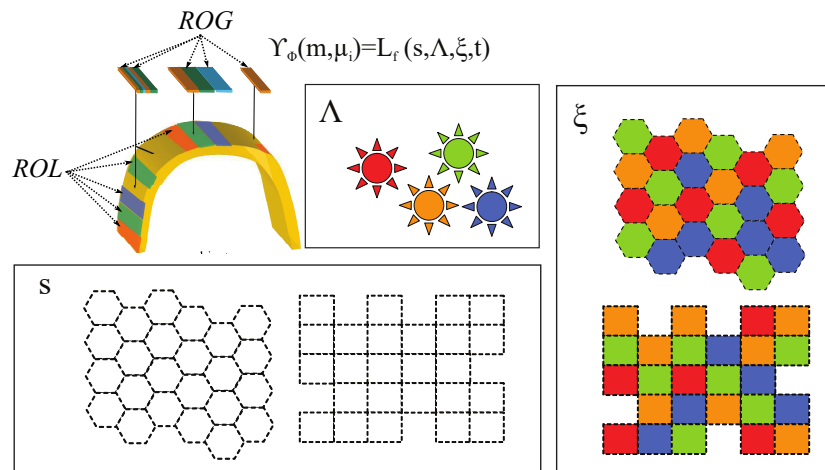 ROG
ϒΦ(m,μi)=Lf (s,Λ,ξ,t)
Λ
ξ
ROL
s